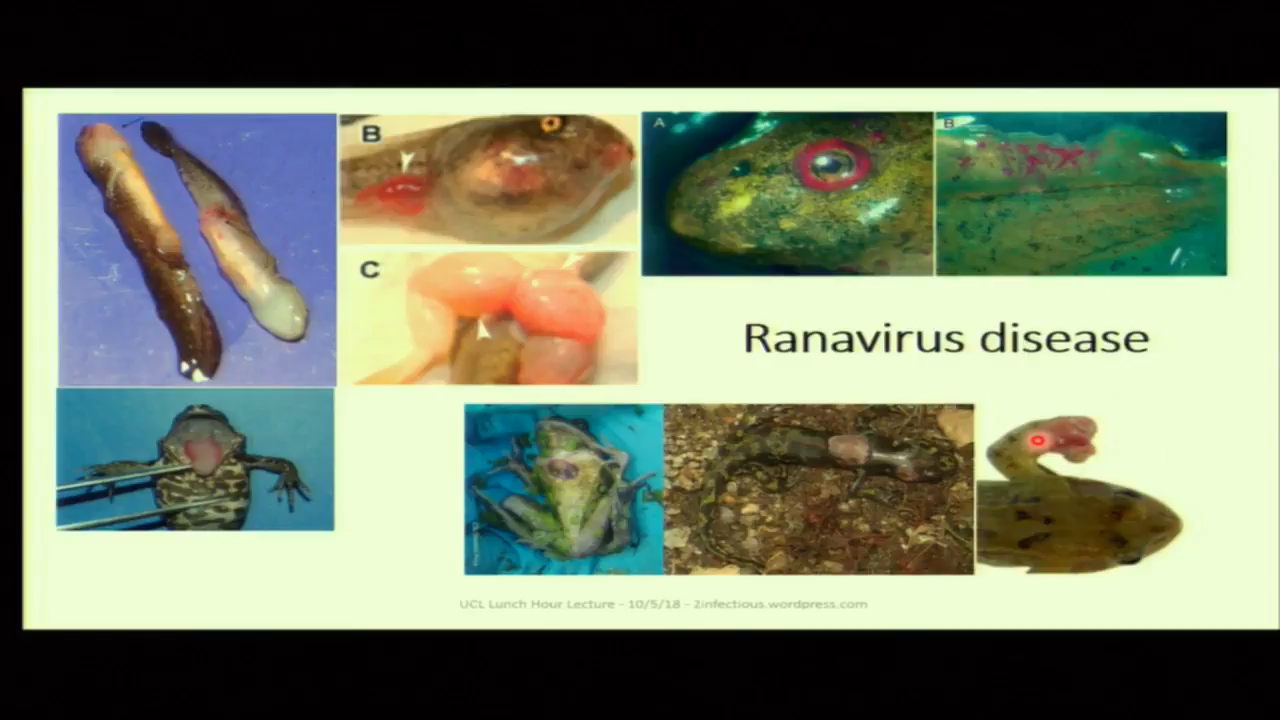 B
A
B
C
Ranavirus disease
UCL Lunch Hour Lecture - 10/5/18 - 2infectious.wordpress.com